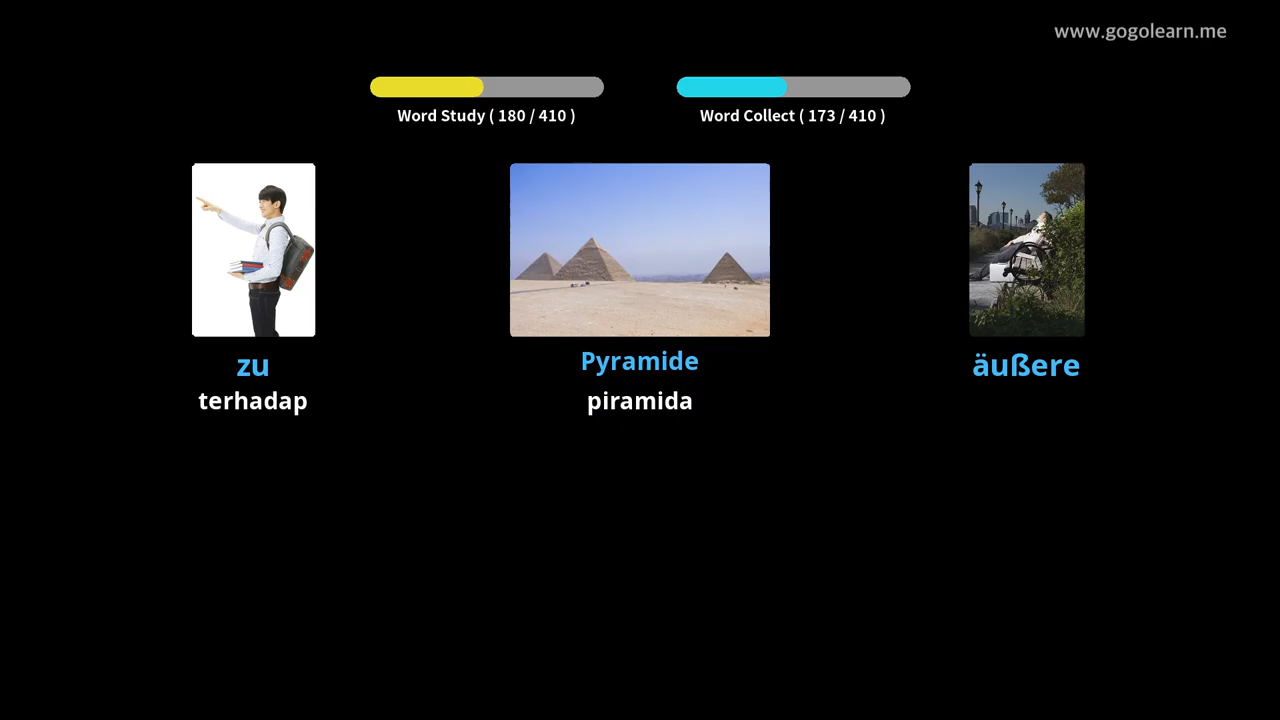 www.gogolearn.me
Word Study ( 180 / 410 )
Word Collect ( 173 / 410 )
zu
terhadap
Pyramide
piramida
äußere